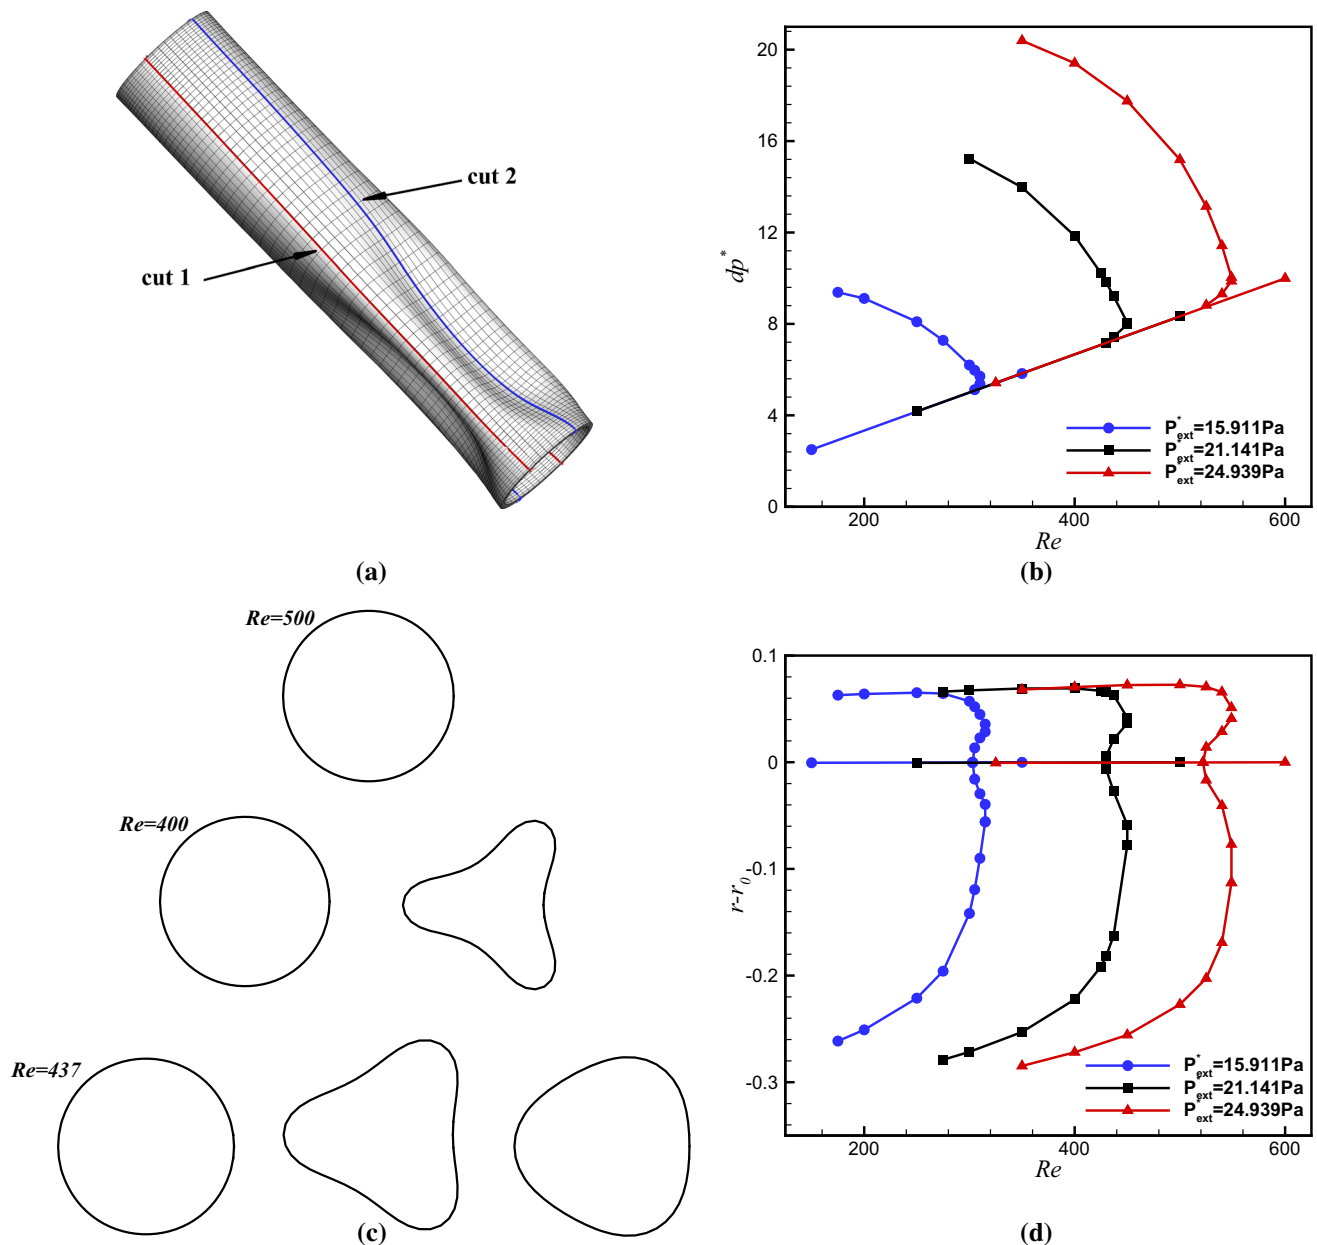 cut 1
cut 2
(a)
20
16
12
8
4
0
dp*
200
400
600
Re
P*ext=15.911Pa
P*ext=21.141Pa
P*ext=24.939Pa
(b)
Re=500
Re=400
Re=437
(c)
0.1
0
-0.1
-0.2
-0.3
r-r0
200
400
600
Re
P*ext=15.911Pa
P*ext=21.141Pa
P*ext=24.939Pa
(d)